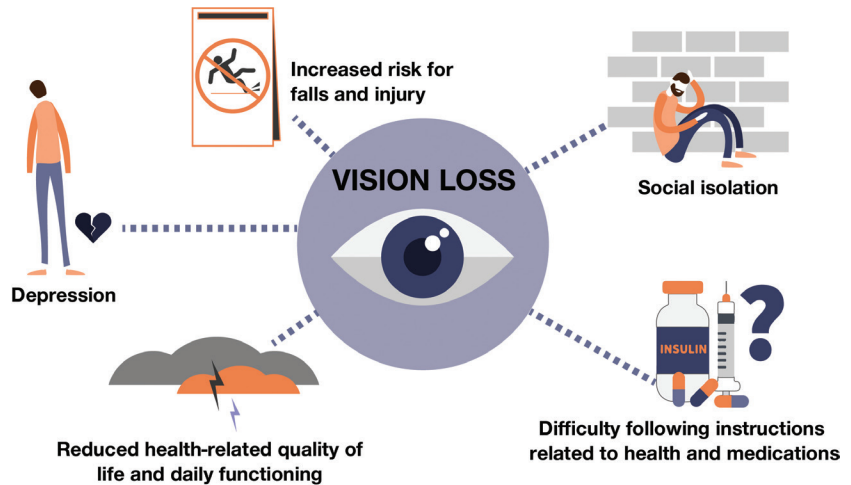 Increased risk for
falls and injury
VISION LOSS
Social isolation
Depression
INSULIN
?
Reduced health-related quality of
life and daily functioning
Difficulty following instructions
related to health and medications